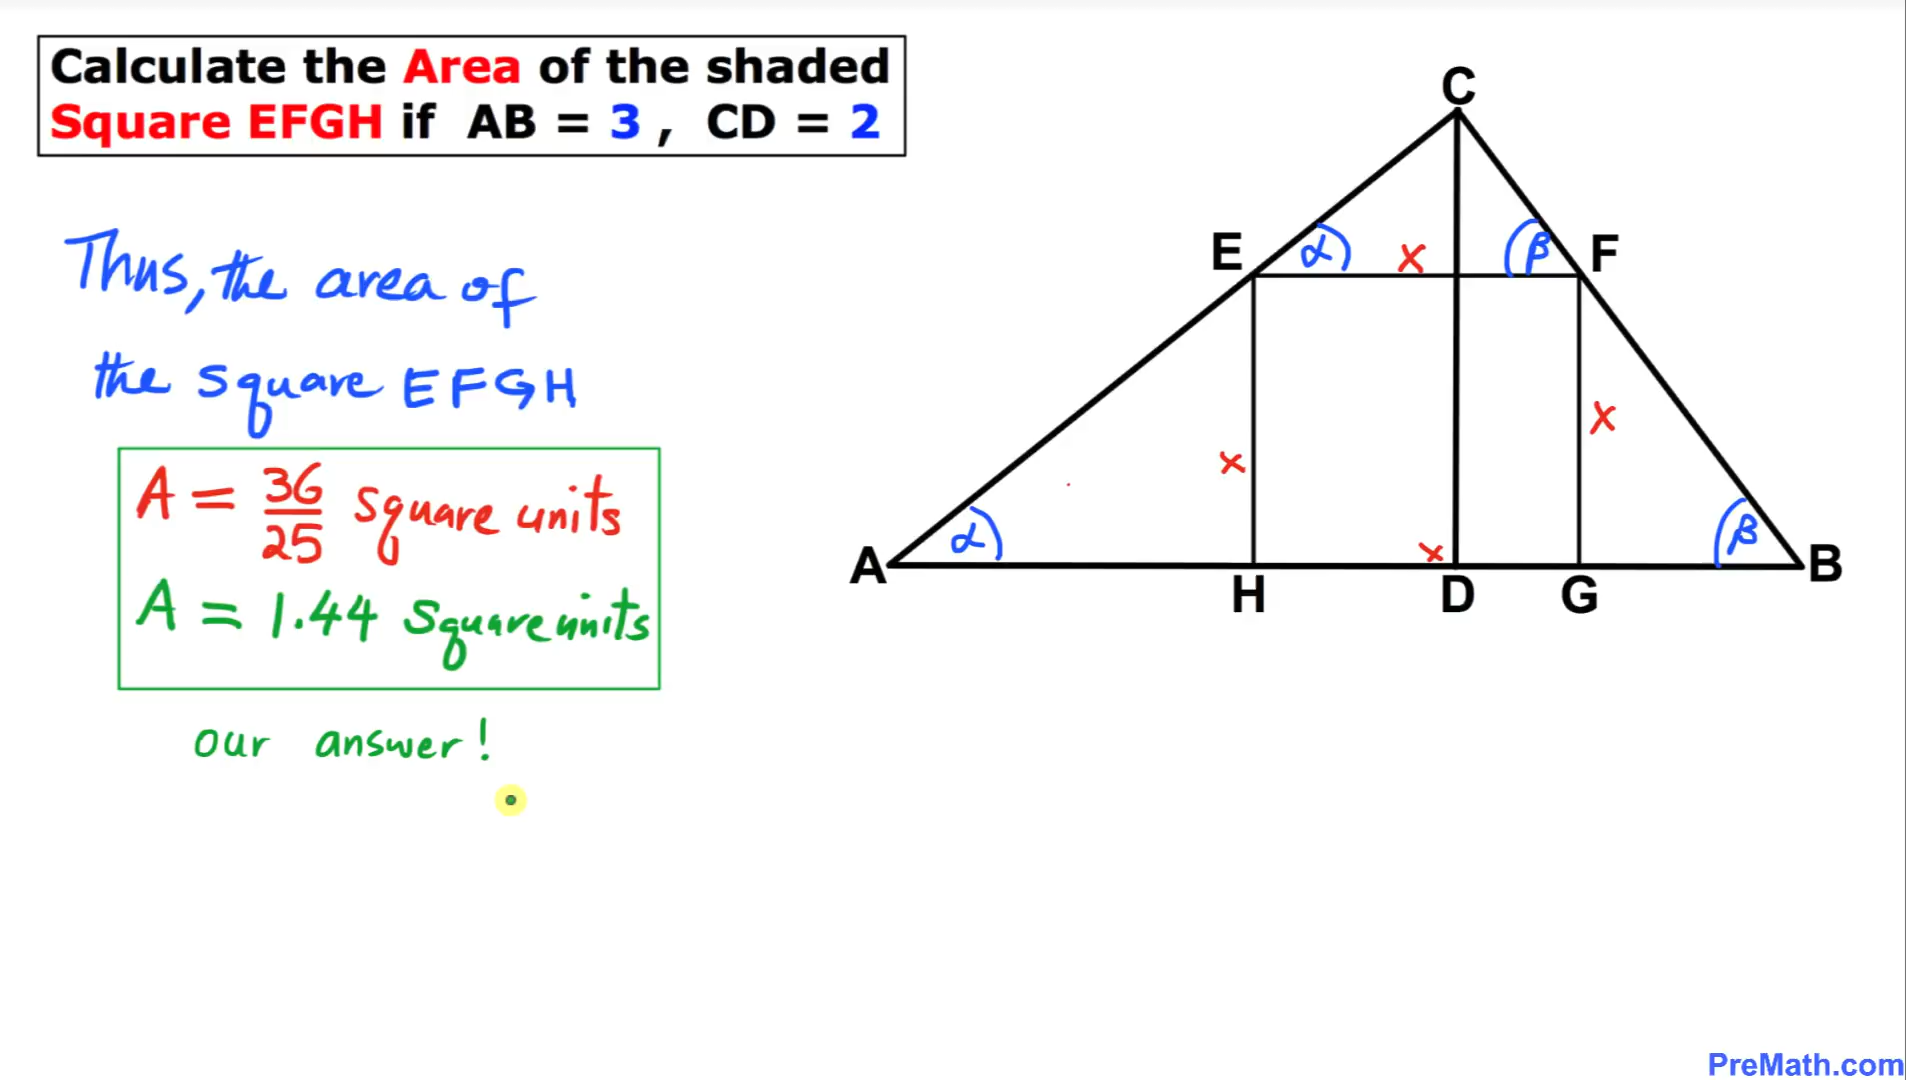 Calculate the Area of the shaded
Square EFGH if AB = 3 , CD = 2
Thus, the area of
the square EFGH
A = 36/25 square units
A = 1.44 square units
our answer!
C
E α x β F
x x
A α x β B
H D G
PreMath.com